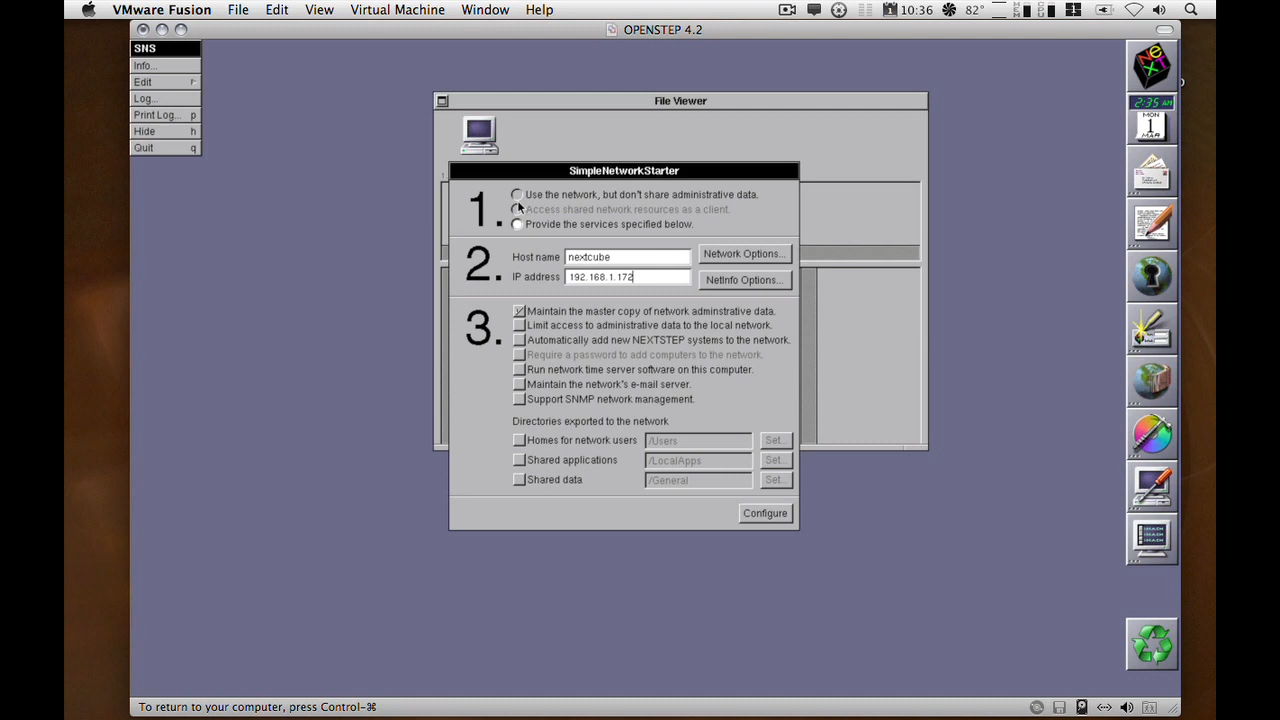 VMware Fusion File Edit View Virtual Machine Window Help 10:36 82° MEM CPU
OPENSTEP 4.2
SNS
Info...
Edit
Log...
Print Log... p
Hide h
Quit q
File Viewer
NeXT
2:35 AM
MON
1
MAR
SimpleNetworkStarter
1.
Use the network, but don't share administrative data.
Access shared network resources as a client.
Provide the services specified below.
2.
Host name nextcube Network Options...
IP address 192.168.1.172 NetInfo Options...
3.
Maintain the master copy of network adminstrative data.
Limit access to administrative data to the local network.
Automatically add new NEXTSTEP systems to the network.
Require a password to add computers to the network.
Run network time server software on this computer.
Maintain the network's e-mail server.
Support SNMP network management.
Directories exported to the network
Homes for network users /Users Set...
Shared applications /LocalApps Set...
Shared data /General Set...
Configure
To return to your computer, press Control-⌘